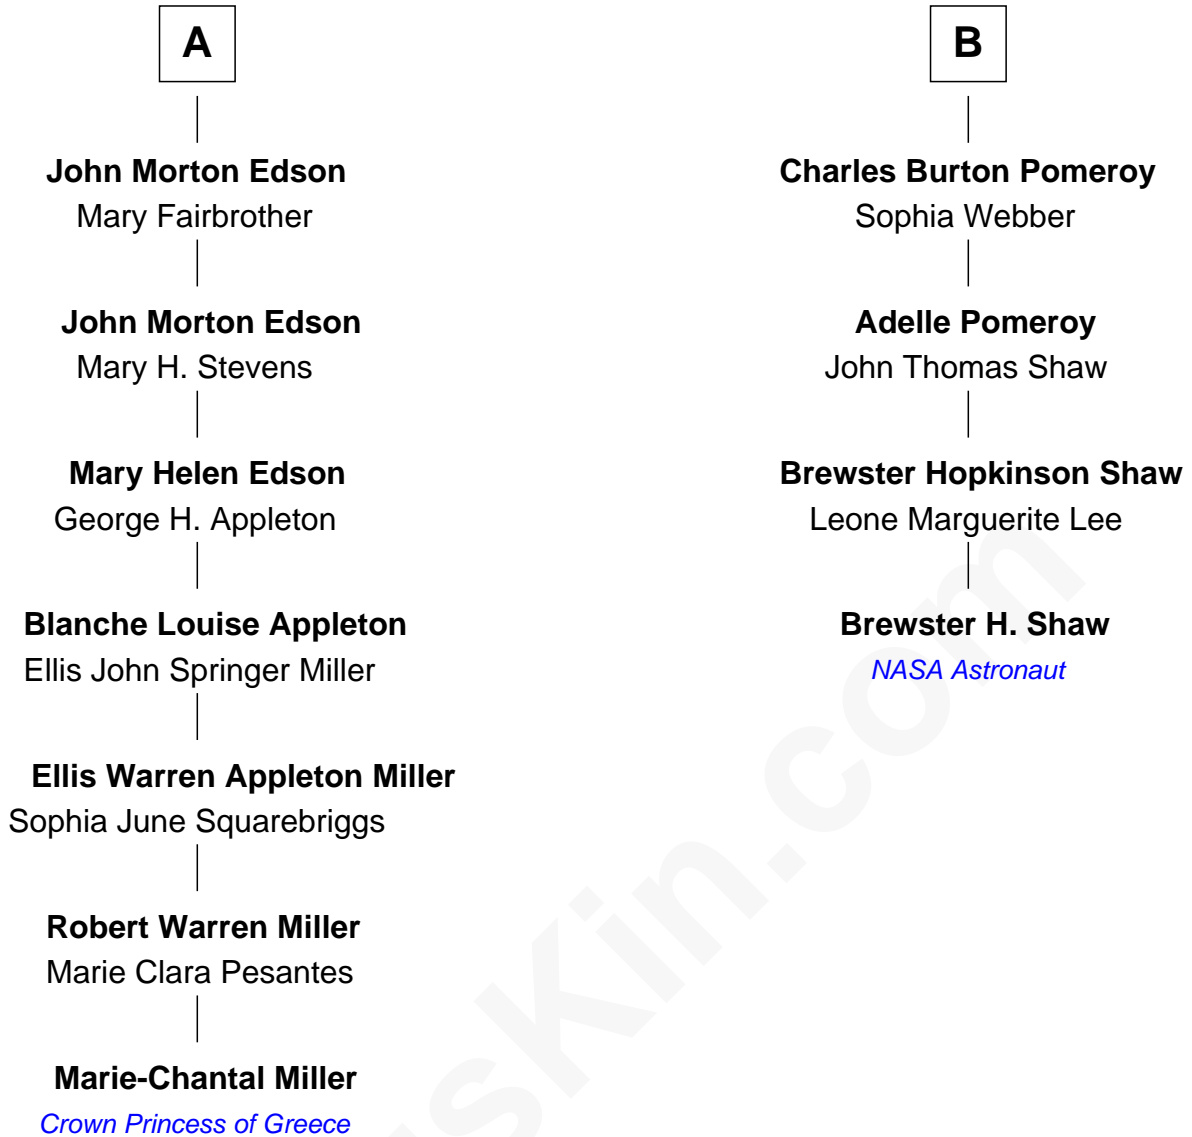 A
John Morton Edson
Mary Fairbrother
John Morton Edson
Mary H. Stevens
Mary Helen Edson
George H. Appleton
Blanche Louise Appleton
Ellis John Springer Miller
Ellis Warren Appleton Miller
Sophia June Squarebriggs
Robert Warren Miller
Marie Clara Pesantes
Marie-Chantal Miller
Crown Princess of Greece
B
Charles Burton Pomeroy
Sophia Webber
Adelle Pomeroy
John Thomas Shaw
Brewster Hopkinson Shaw
Leone Marguerite Lee
Brewster H. Shaw
NASA Astronaut
sKin.com